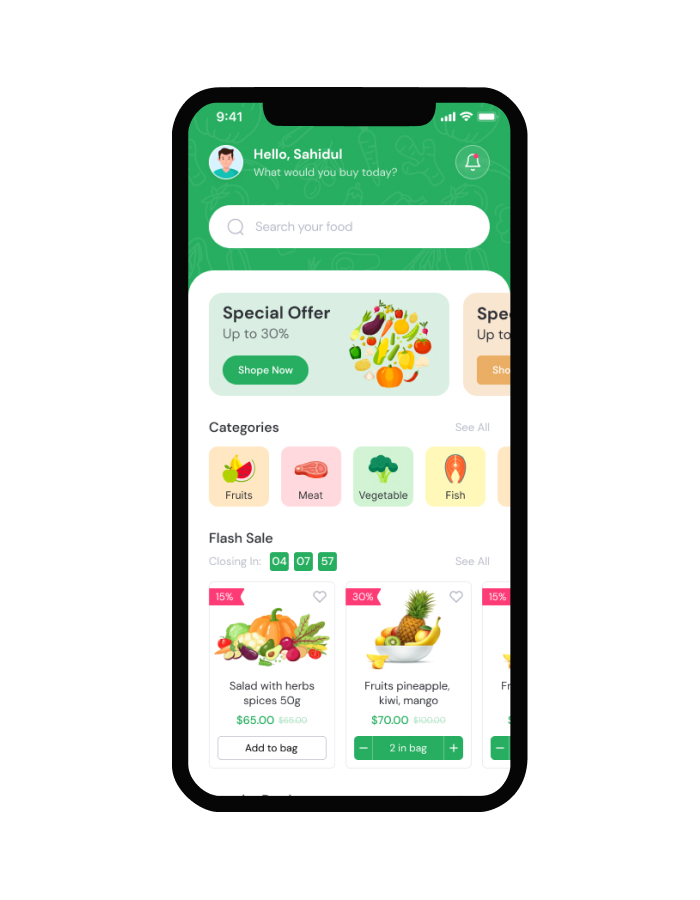 9:41
Hello, Sahidul
What would you buy today?
Search your food
Special Offer
Up to 30%
Shope Now
Spe
Up to
Sho
Categories
See All
Fruits
Meat
Vegetable
Fish
Flash Sale
Closing In: 04 07 57
See All
15%
30%
15%
Salad with herbs
spices 50g
$65.00 $65.00
Add to bag
Fruits pineapple,
kiwi, mango
$70.00 $100.00
− 2 in bag +
Fr
−